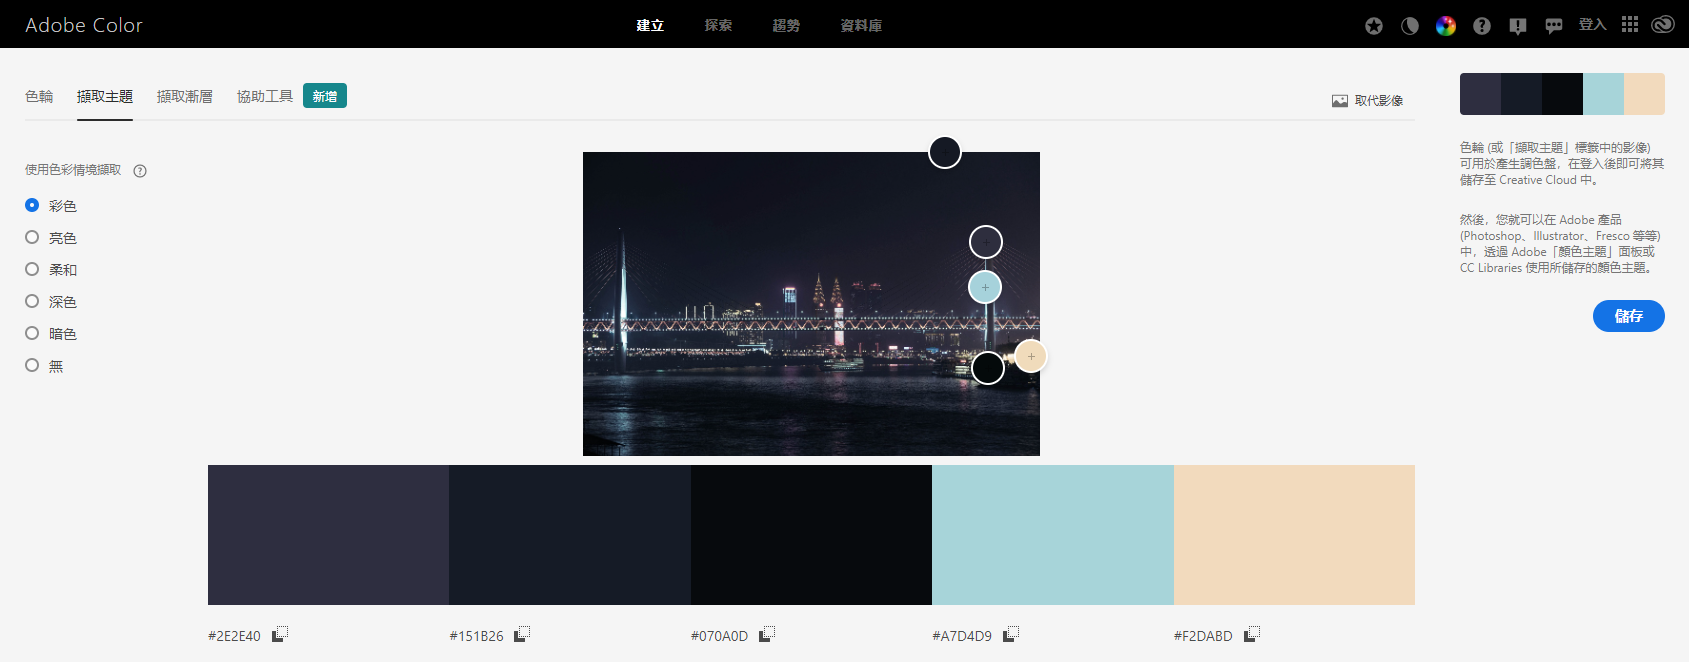 Adobe Color
建立 探索 趨勢 資料庫
登入
色輪 擷取主題 擷取漸層 協助工具 新增
取代影像
使用色彩情境擷取
彩色
亮色
柔和
深色
暗色
無
#2E2E40 #151B26 #070A0D #A7D4D9 #F2DABD
色輪 (或「擷取主題」標籤中的影像)
可用於產生調色盤，在登入後即可將其
儲存至 Creative Cloud 中。
然後，您就可以在 Adobe 產品
(Photoshop、Illustrator、Fresco 等等)
中，透過 Adobe「顏色主題」面板或
CC Libraries 使用所儲存的顏色主題。
儲存